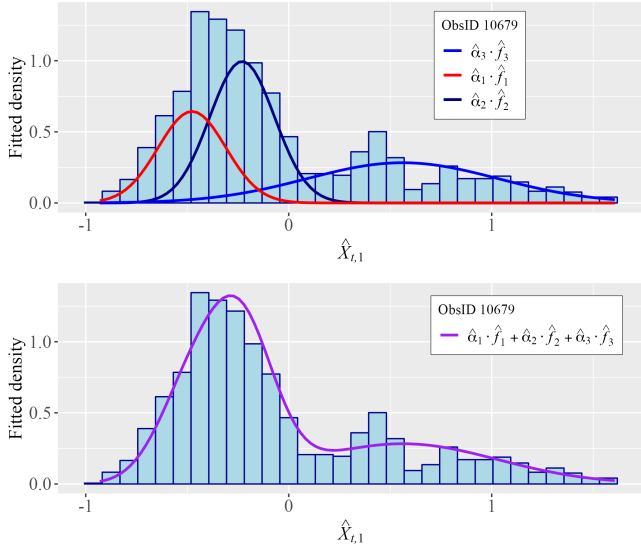 ObsID 10679
α̂₃ · f̂₃
α̂₁ · f̂₁
α̂₂ · f̂₂
Fitted density
1.0
0.5
0.0
-1
0
1
X̂ₜ,₁
ObsID 10679
α̂₁ · f̂₁ + α̂₂ · f̂₂ + α̂₃ · f̂₃
Fitted density
1.0
0.5
0.0
-1
0
1
X̂ₜ,₁